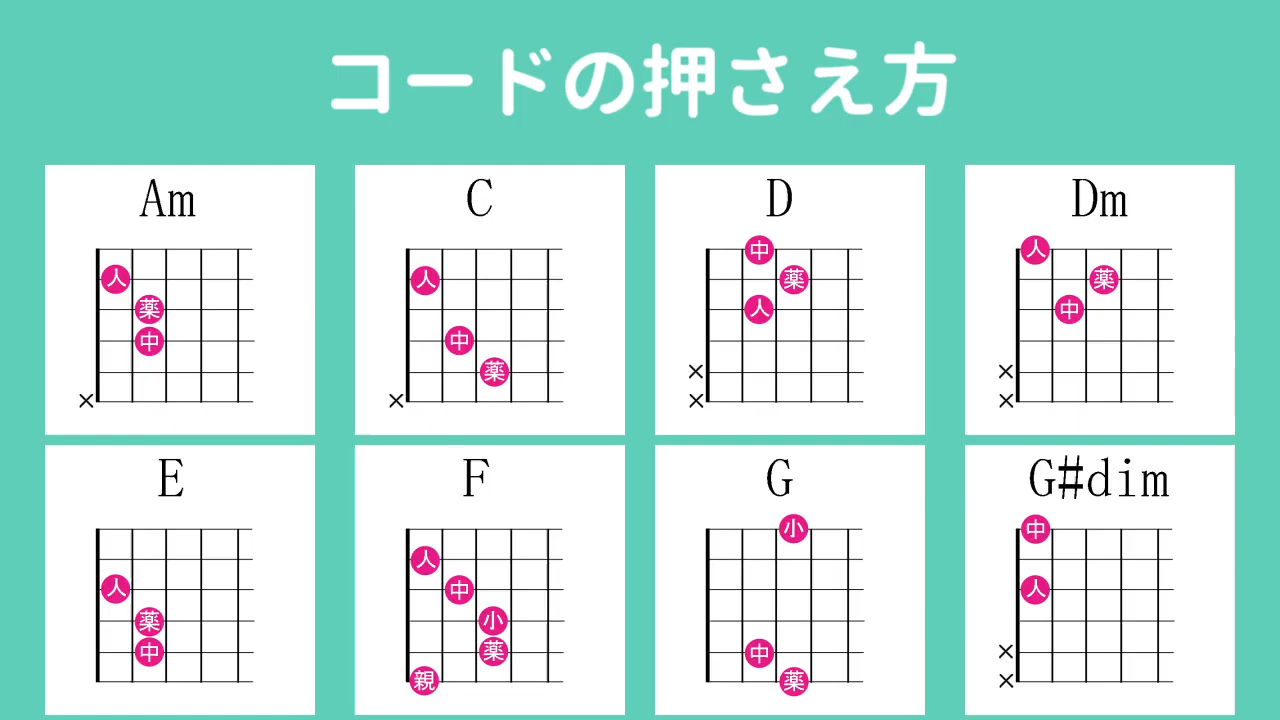 コードの押さえ方
Am
人
薬
中
×
C
人
中
薬
×
D
中
薬
人
×
×
Dm
人
薬
中
×
×
E
人
薬
中
F
人
中
小
薬
親
G
小
中
薬
G#dim
中
人
×
×